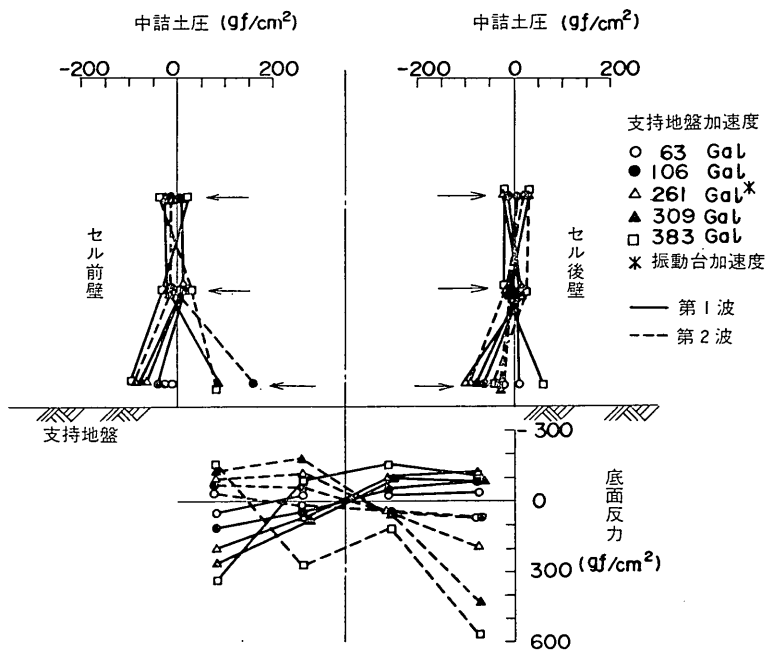 中詰土圧 (gf/cm²)
中詰土圧 (gf/cm²)
-200 0 200
-200 0 200
支持地盤加速度
○ 63 Gal
● 106 Gal
△ 261 Gal*
▲ 309 Gal
□ 383 Gal
* 振動台加速度
セル前壁
セル後壁
第1波
第2波
支持地盤
-300
0
300
600
底面反力
(gf/cm²)